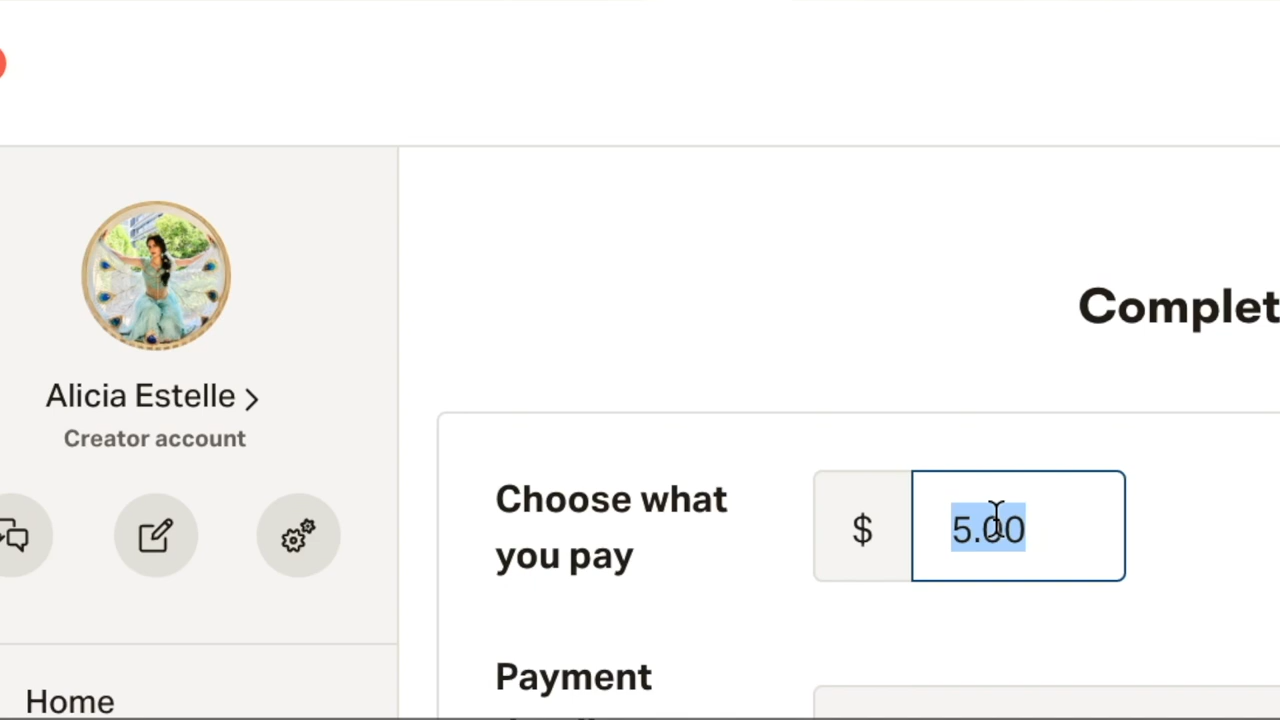 Alicia Estelle
Creator account
Home
Complet
Choose what
you pay
$ 5.00
Payment